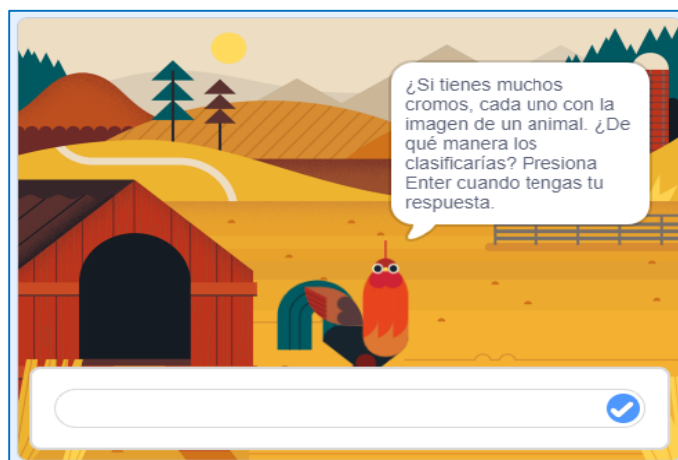 ¿Si tienes muchos
cromos, cada uno con la
imagen de un animal. ¿De
qué manera los
clasificarías? Presiona
Enter cuando tengas tu
respuesta.